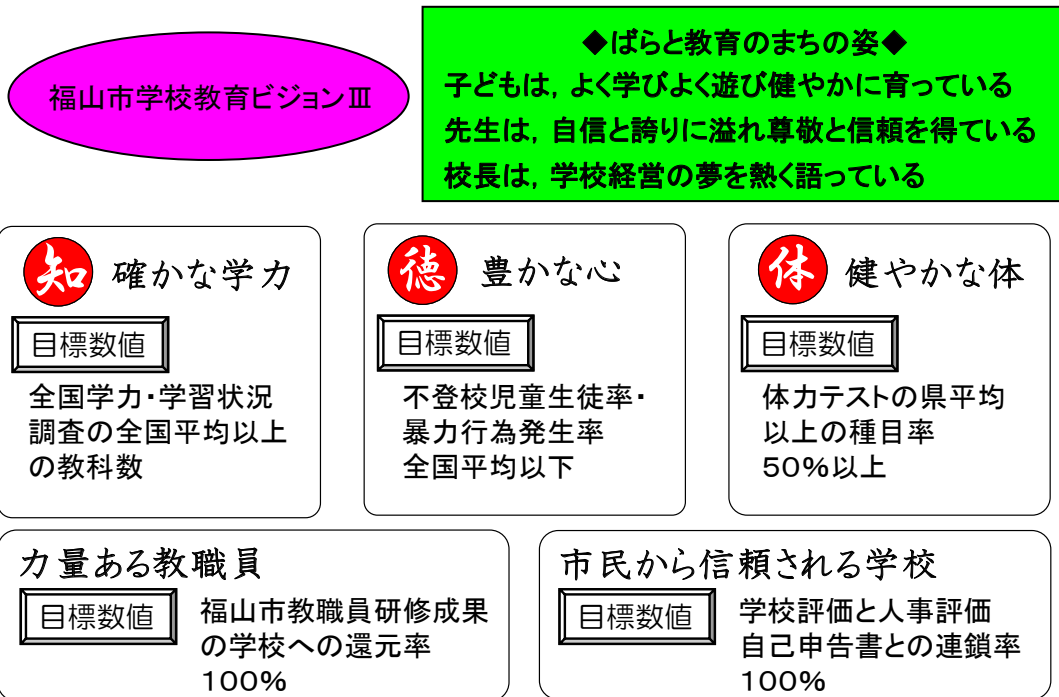 福山市学校教育ビジョンⅢ
◆ばらと教育のまちの姿◆
子どもは，よく学びよく遊び健やかに育っている
先生は，自信と誇りに溢れ尊敬と信頼を得ている
校長は，学校経営の夢を熱く語っている
知 確かな学力
目標数値
全国学力・学習状況
調査の全国平均以上
の教科数
徳 豊かな心
目標数値
不登校児童生徒率・
暴力行為発生率
全国平均以下
体 健やかな体
目標数値
体力テストの県平均
以上の種目率
50％以上
力量ある教職員
目標数値
福山市教職員研修成果
の学校への還元率
100％
市民から信頼される学校
目標数値
学校評価と人事評価
自己申告書との連鎖率
100％